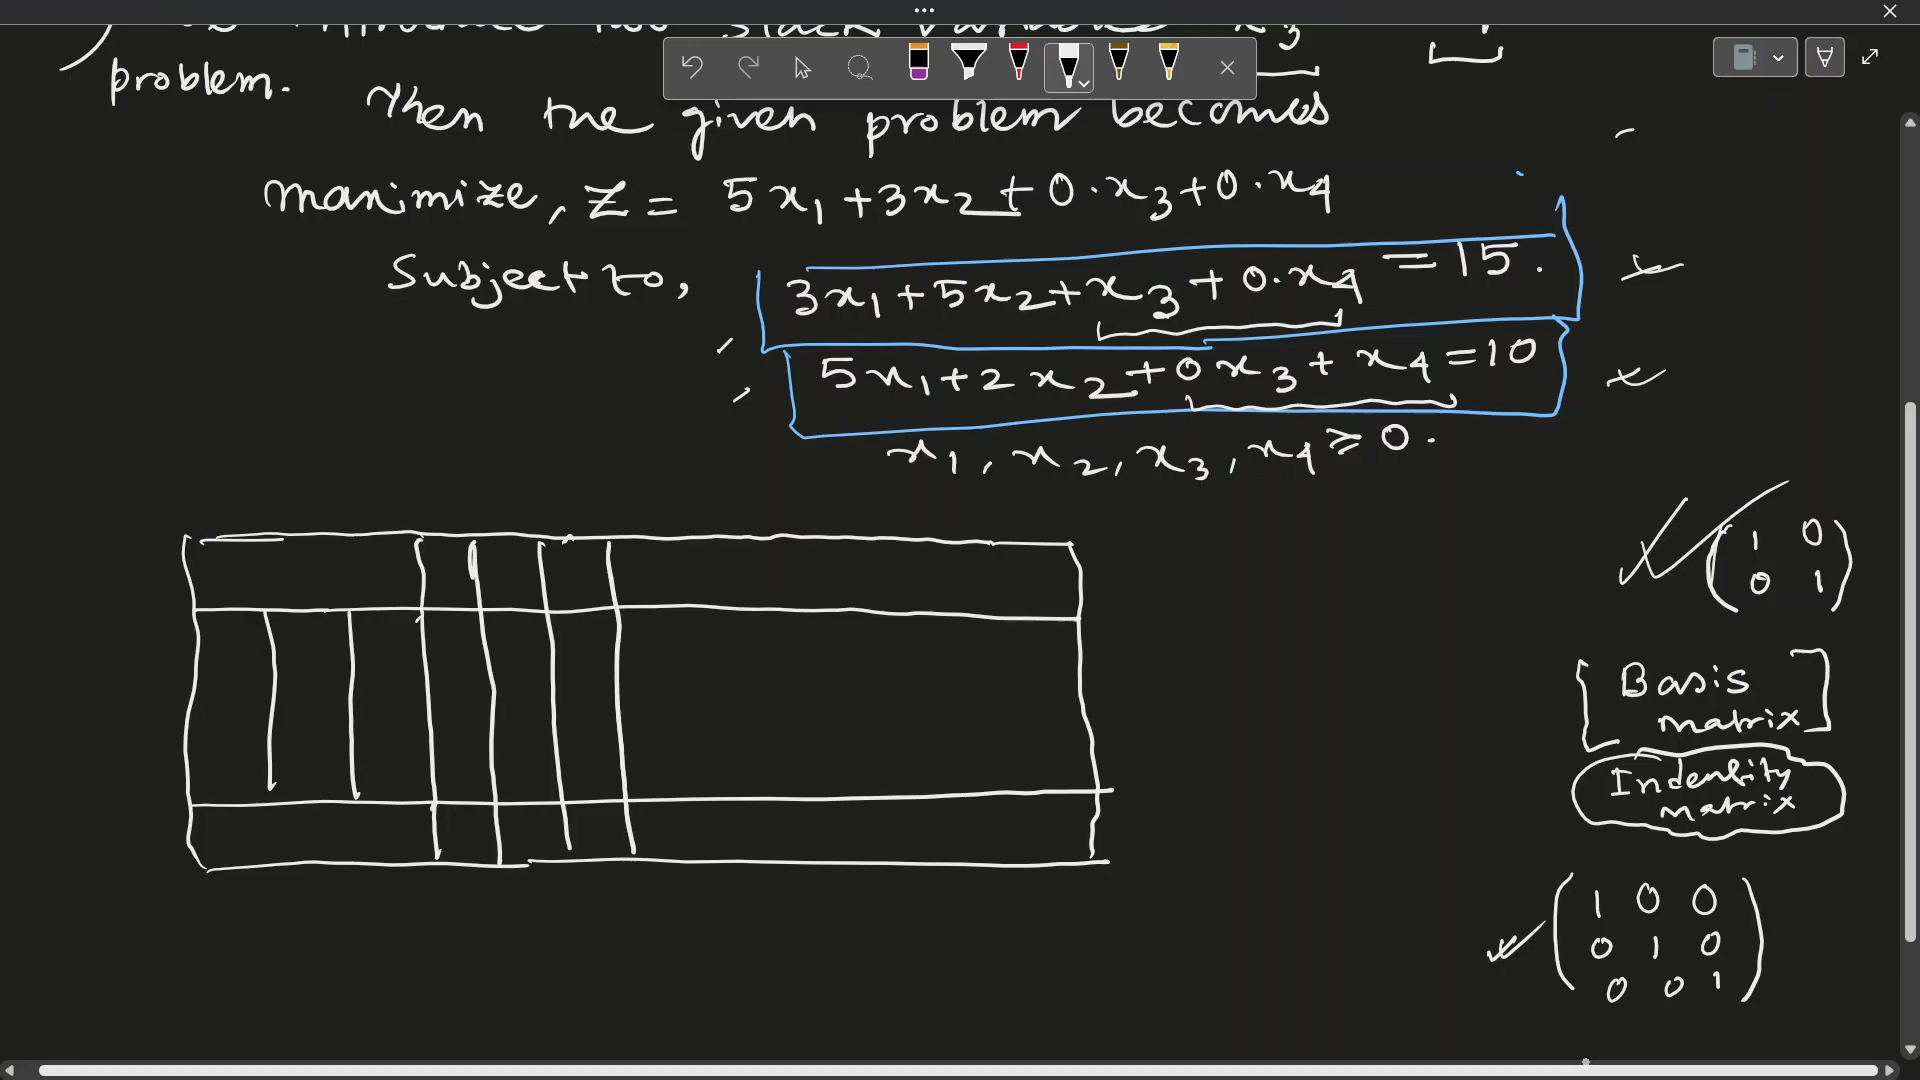 problem. Then the given problem becomes
manimize, Z = 5x₁ + 3x₂ + 0·x₃ + 0·x₄
Subject to, 3x₁ + 5x₂ + x₃ + 0·x₄ = 15.
5x₁ + 2x₂ + 0x₃ + x₄ = 10
x₁, x₂, x₃, x₄ ≥ 0.
( 1 0
0 1 )
[ Basis
matrix ]
Indentity
matrix
( 1 0 0
0 1 0
0 0 1 )